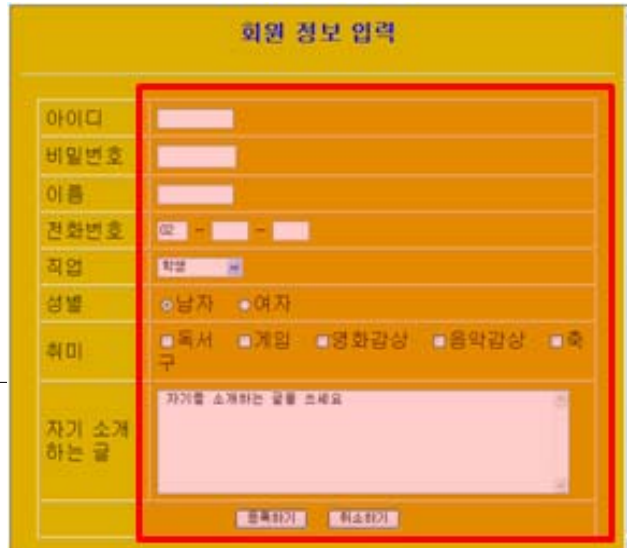 회원 정보 입력
아이디
비밀번호
이름
전화번호 02 - -
직업 학생
성별 남자 여자
취미 독서 게임 영화감상 음악감상 축
구
자기를 소개하는 글을 쓰세요
자기 소개
하는 글
등록하기 취소하기